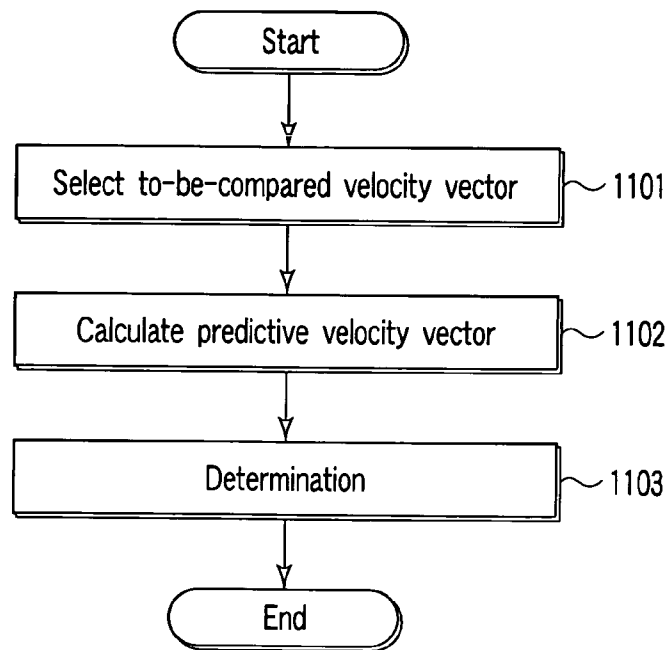 Start
Select to-be-compared velocity vector
1101
Calculate predictive velocity vector
1102
Determination
1103
End